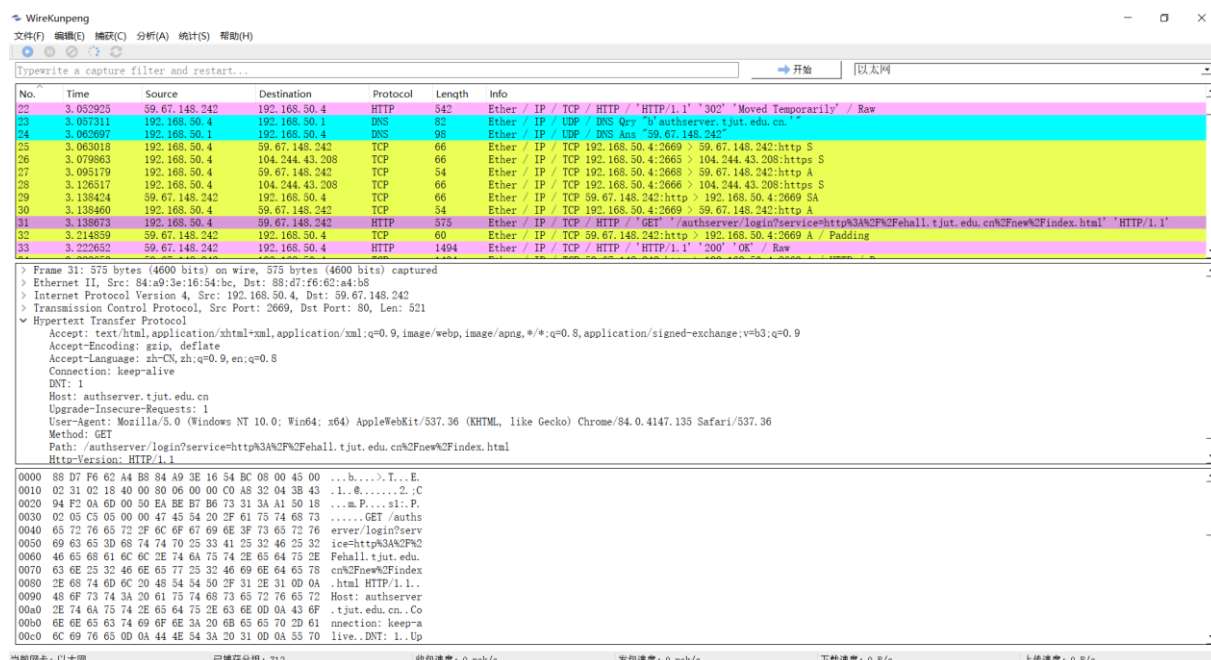 WireKunpeng
文件(F) 编辑(E) 捕获(C) 分析(A) 统计(S) 帮助(H)
Typewrite a capture filter and restart... 开始 以太网
No. Time Source Destination Protocol Length Info
22 3.052925 59.67.148.242 192.168.50.4 HTTP 542 Ether / IP / TCP / HTTP / 'HTTP/1.1' '302' 'Moved Temporarily' / Raw
23 3.057311 192.168.50.4 192.168.50.1 DNS 82 Ether / IP / UDP / DNS Qry "b'authserver.tjut.edu.cn.'"
24 3.062697 192.168.50.1 192.168.50.4 DNS 98 Ether / IP / UDP / DNS Ans "59.67.148.242"
25 3.063018 192.168.50.4 59.67.148.242 TCP 66 Ether / IP / TCP 192.168.50.4:2669 > 59.67.148.242:http S
26 3.079863 192.168.50.4 104.244.43.208 TCP 66 Ether / IP / TCP 192.168.50.4:2665 > 104.244.43.208:https S
27 3.095179 192.168.50.4 59.67.148.242 TCP 54 Ether / IP / TCP 192.168.50.4:2668 > 59.67.148.242:http A
28 3.126517 192.168.50.4 104.244.43.208 TCP 66 Ether / IP / TCP 192.168.50.4:2666 > 104.244.43.208:https S
29 3.138424 59.67.148.242 192.168.50.4 TCP 66 Ether / IP / TCP 59.67.148.242:http > 192.168.50.4:2669 SA
30 3.138460 192.168.50.4 59.67.148.242 TCP 54 Ether / IP / TCP 192.168.50.4:2669 > 59.67.148.242:http A
31 3.138673 192.168.50.4 59.67.148.242 HTTP 575 Ether / IP / TCP / HTTP / 'GET' '/authserver/login?service=http%3A%2F%2Fehall.tjut.edu.cn%2Fnew%2Findex.html' 'HTTP/1.1'
32 3.214859 59.67.148.242 192.168.50.4 TCP 60 Ether / IP / TCP 59.67.148.242:http > 192.168.50.4:2669 A / Padding
33 3.222652 59.67.148.242 192.168.50.4 HTTP 1494 Ether / IP / TCP / HTTP / 'HTTP/1.1' '200' 'OK' / Raw
> Frame 31: 575 bytes (4600 bits) on wire, 575 bytes (4600 bits) captured
> Ethernet II, Src: 84:a9:3e:16:54:bc, Dst: 88:d7:f6:62:a4:b8
> Internet Protocol Version 4, Src: 192.168.50.4, Dst: 59.67.148.242
> Transmission Control Protocol, Src Port: 2669, Dst Port: 80, Len: 521
Hypertext Transfer Protocol
Accept: text/html,application/xhtml+xml,application/xml;q=0.9,image/webp,image/apng,*/*;q=0.8,application/signed-exchange;v=b3;q=0.9
Accept-Encoding: gzip, deflate
Accept-Language: zh-CN,zh;q=0.9,en;q=0.8
Connection: keep-alive
DNT: 1
Host: authserver.tjut.edu.cn
Upgrade-Insecure-Requests: 1
User-Agent: Mozilla/5.0 (Windows NT 10.0; Win64; x64) AppleWebKit/537.36 (KHTML, like Gecko) Chrome/84.0.4147.135 Safari/537.36
Method: GET
Path: /authserver/login?service=http%3A%2F%2Fehall.tjut.edu.cn%2Fnew%2Findex.html
Http-Version: HTTP/1.1
0000 88 D7 F6 62 A4 B8 84 A9 3E 16 54 BC 08 00 45 00 ...b....>.T...E.
0010 02 31 02 18 40 00 80 06 00 00 C0 A8 32 04 3B 43 .1..@.......2.;C
0020 94 F2 0A 6D 00 50 EA BE B7 B6 73 31 3A A1 50 18 ...m.P....s1:.P.
0030 02 05 C5 05 00 00 47 45 54 20 2F 61 75 74 68 73 ......GET /auths
0040 65 72 76 65 72 2F 6C 6F 67 69 6E 3F 73 65 72 76 erver/login?serv
0050 69 63 65 3D 68 74 74 70 25 33 41 25 32 46 25 32 ice=http%3A%2F%2
0060 46 65 68 61 6C 6C 2E 74 6A 75 74 2E 65 64 75 2E Fehall.tjut.edu.
0070 63 6E 25 32 46 6E 65 77 25 32 46 69 6E 64 65 78 cn%2Fnew%2Findex
0080 2E 68 74 6D 6C 20 48 54 54 50 2F 31 2E 31 0D 0A .html HTTP/1.1..
0090 48 6F 73 74 3A 20 61 75 74 68 73 65 72 76 65 72 Host: authserver
00a0 2E 74 6A 75 74 2E 65 64 75 2E 63 6E 0D 0A 43 6F .tjut.edu.cn..Co
00b0 6E 6E 65 63 74 69 6F 6E 3A 20 6B 65 65 70 2D 61 nnection: keep-a
00c0 6C 69 76 65 0D 0A 44 4E 54 3A 20 31 0D 0A 55 70 live..DNT: 1..Up